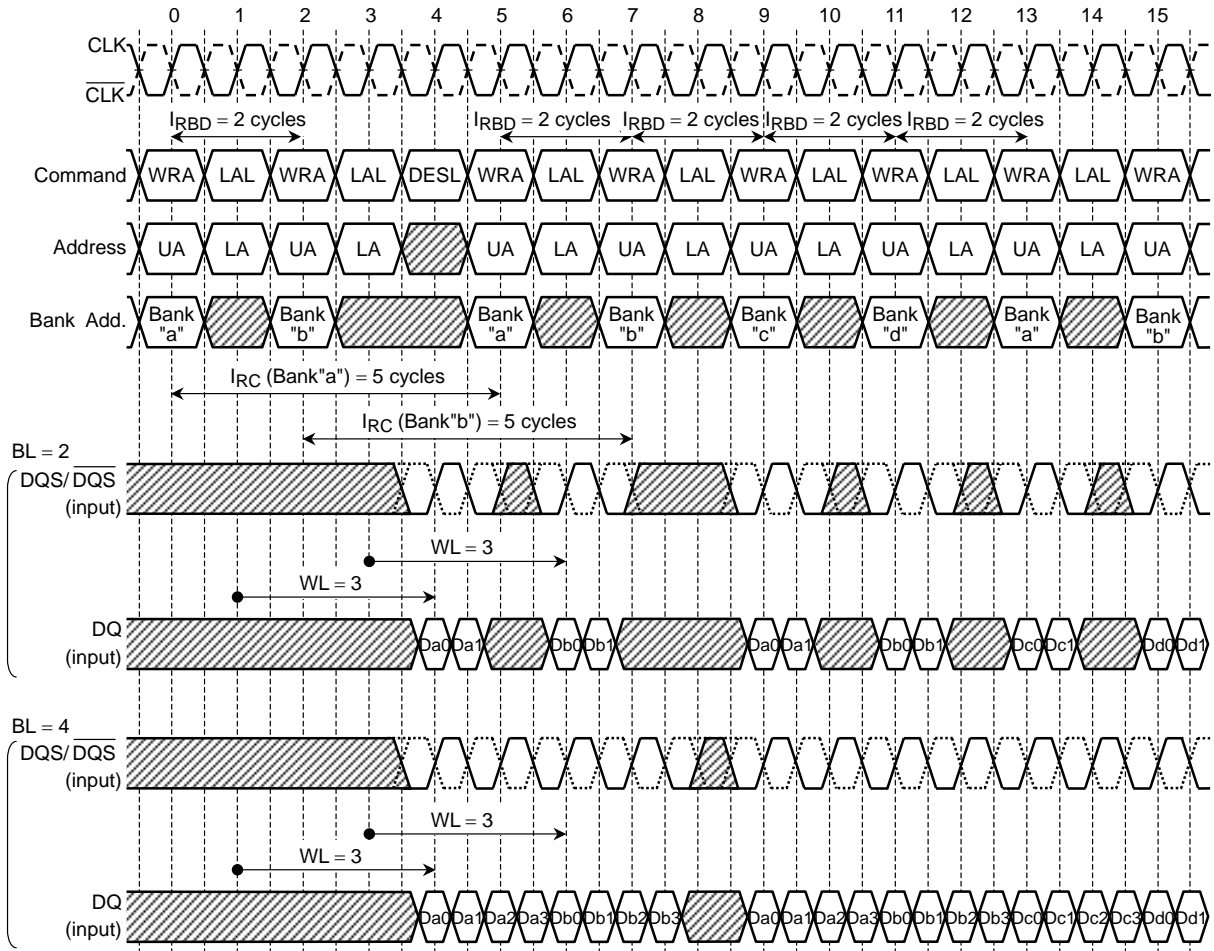 0 1 2 3 4 5 6 7 8 9 10 11 12 13 14 15
CLK
CLK
IRBD = 2 cycles IRBD = 2 cycles IRBD = 2 cycles IRBD = 2 cycles IRBD = 2 cycles
Command WRA LAL WRA LAL DESL WRA LAL WRA LAL WRA LAL WRA LAL WRA LAL WRA
Address UA LA UA LA UA LA UA LA UA LA UA LA UA LA UA
Bank Add. Bank "a" Bank "b" Bank "a" Bank "b" Bank "c" Bank "d" Bank "a" Bank "b"
IRC (Bank"a") = 5 cycles
IRC (Bank"b") = 5 cycles
BL = 2
DQS/ DQS
(input)
WL = 3
WL = 3
DQ
(input)
Da0 Da1 Db0 Db1 Da0 Da1 Db0 Db1 Dc0 Dc1 Dd0 Dd1
BL = 4
DQS/ DQS
(input)
WL = 3
WL = 3
DQ
(input)
Da0 Da1 Da2 Da3 Db0 Db1 Db2 Db3 Da0 Da1 Da2 Da3 Db0 Db1 Db2 Db3 Dc0 Dc1 Dc2 Dc3 Dd0 Dd1